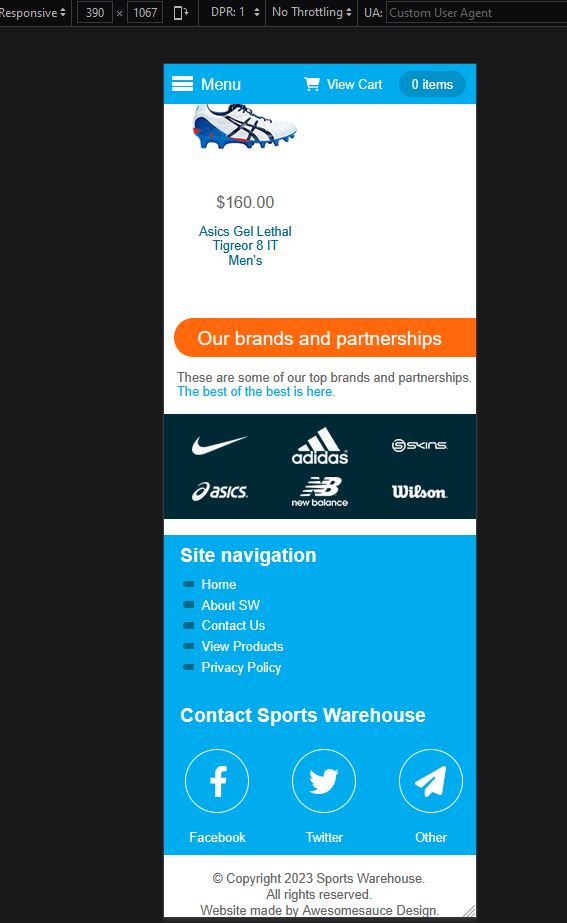 Responsive 390 × 1067 DPR: 1 No Throttling UA: Custom User Agent
Menu View Cart 0 items
$160.00
Asics Gel Lethal
Tigreor 8 IT
Men's
Our brands and partnerships
These are some of our top brands and partnerships.
The best of the best is here.
adidas SKINS
asics new balance Wilson
Site navigation
Home
About SW
Contact Us
View Products
Privacy Policy
Contact Sports Warehouse
Facebook Twitter Other
© Copyright 2023 Sports Warehouse.
All rights reserved.
Website made by Awesomesauce Design.